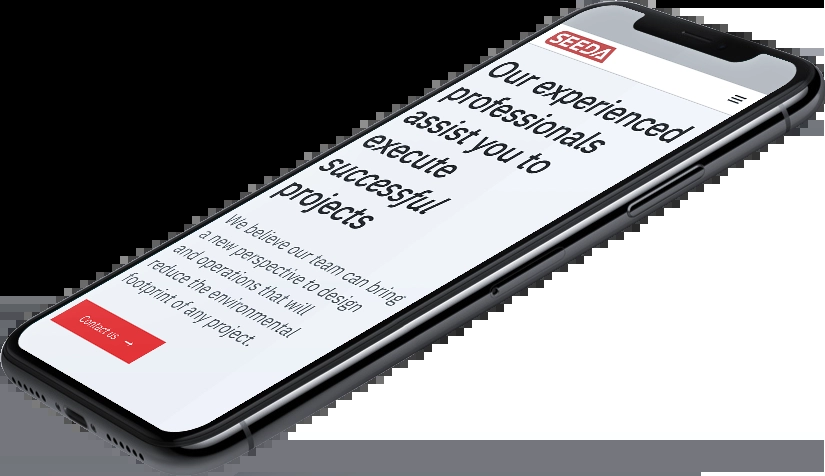 SEEDA
Our experienced
professionals
assist you to
execute
successful
projects
We believe our team can bring
a new perspective to design
and operations that will
reduce the environmental
footprint of any project.
Contact us →